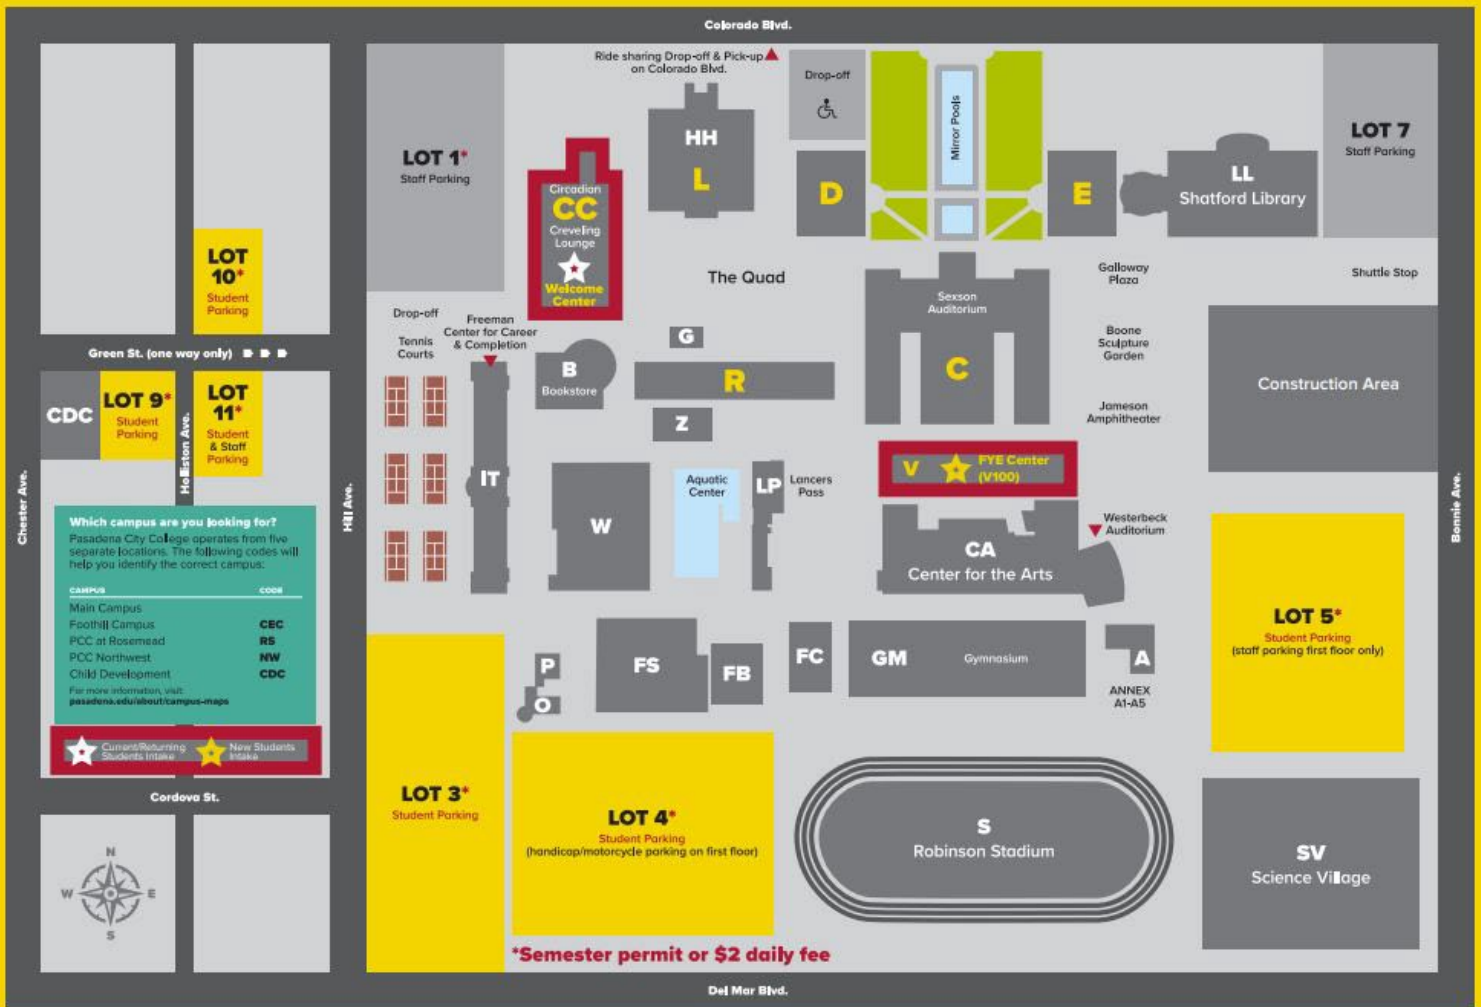 Colorado Blvd.
Ride sharing Drop-off & Pick-up
on Colorado Blvd.
Drop-off
Mirror Pools
LOT 1*
Staff Parking
HH
L
Circadian
CC
Creveling
Lounge
Welcome
Center
D
E
LL
Shatford Library
LOT 7
Staff Parking
LOT
10*
Student
Parking
The Quad
Sexson
Auditorium
C
Galloway
Plaza
Shuttle Stop
Boone
Sculpture
Garden
Jameson
Amphitheater
Construction Area
Green St. (one way only)
Drop-off
Tennis
Courts
Freeman
Center for Career
& Completion
G
B
Bookstore
R
Z
CDC
LOT 9*
Student
Parking
LOT
11*
Student
& Staff
Parking
Holliston Ave.
Chester Ave.
Hill Ave.
Bonnie Ave.
IT
W
Aquatic
Center
LP
Lancers
Pass
V
FYE Center
(V100)
Westerbeck
Auditorium
CA
Center for the Arts
Which campus are you looking for?
Pasadena City College operates from five
separate locations. The following codes will
help you identify the correct campus:
CAMPUS CODE
Main Campus
Foothill Campus CEC
PCC at Rosemead RS
PCC Northwest NW
Child Development CDC
For more information, visit:
pasadena.edu/about/campus-maps
Current/Returning
Students Intake
New Students
Intake
Cordova St.
P
O
FS
FB
FC
GM
Gymnasium
A
ANNEX
A1-A5
LOT 5*
Student Parking
(staff parking first floor only)
LOT 3*
Student Parking
LOT 4*
Student Parking
(handicap/motorcycle parking on first floor)
S
Robinson Stadium
SV
Science Village
N
W
E
S
*Semester permit or $2 daily fee
Del Mar Blvd.